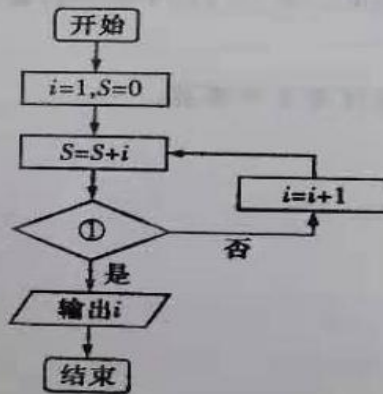 开始
i=1,S=0
S=S+i
i=i+1
①
否
是
输出i
结束